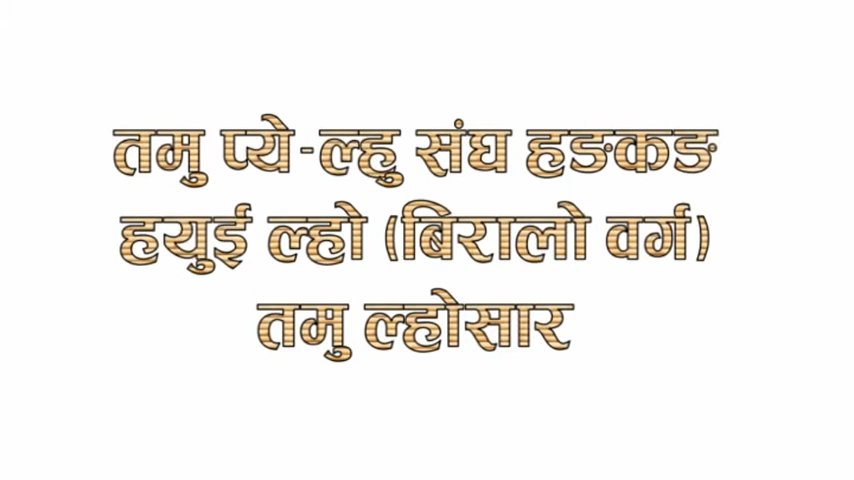 तमु प्ये-ल्हु संघ हङकङ
हयुई ल्हो (बिरालो वर्ग)
तमु ल्होसार